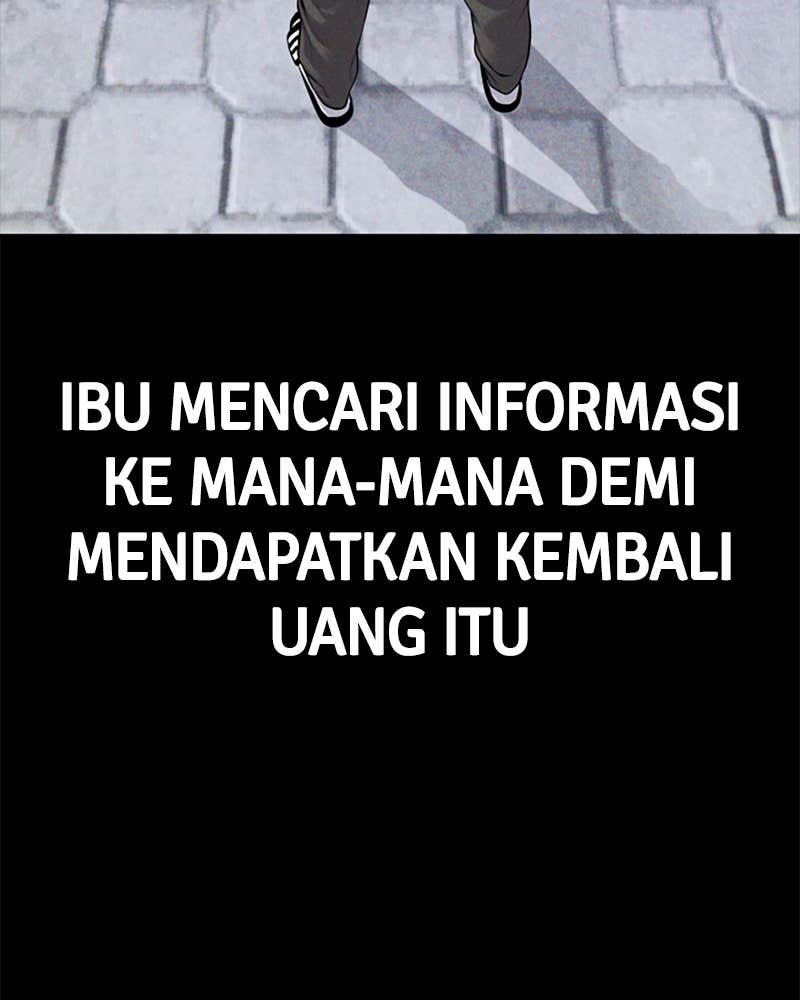 IBU MENCARI INFORMASI
KE MANA-MANA DEMI
MENDAPATKAN KEMBALI
UANG ITU